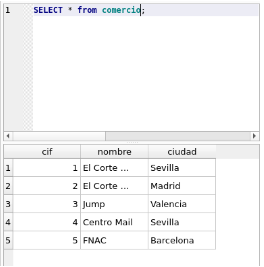 1 SELECT * from comercio;
cif nombre ciudad
1 1 El Corte ... Sevilla
2 2 El Corte ... Madrid
3 3 Jump Valencia
4 4 Centro Mail Sevilla
5 5 FNAC Barcelona